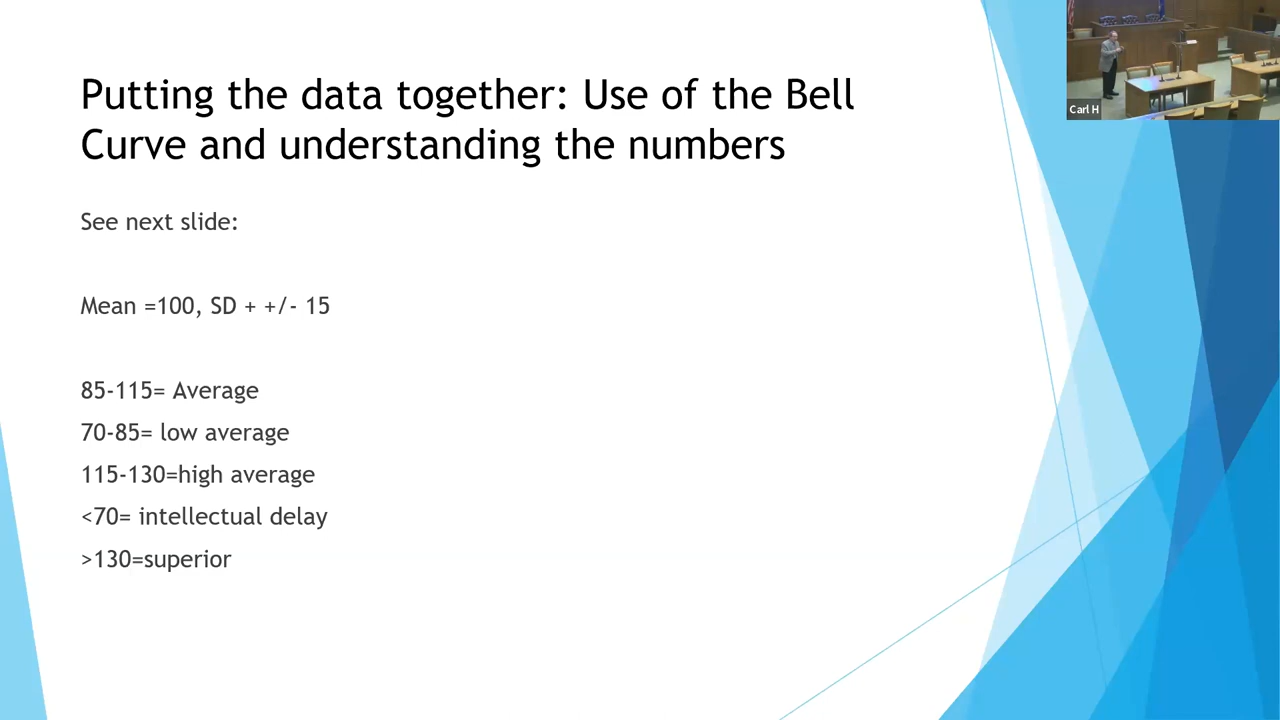 Putting the data together: Use of the Bell
Curve and understanding the numbers
See next slide:
Mean =100, SD + +/- 15
85-115= Average
70-85= low average
115-130=high average
<70= intellectual delay
>130=superior
Carl H